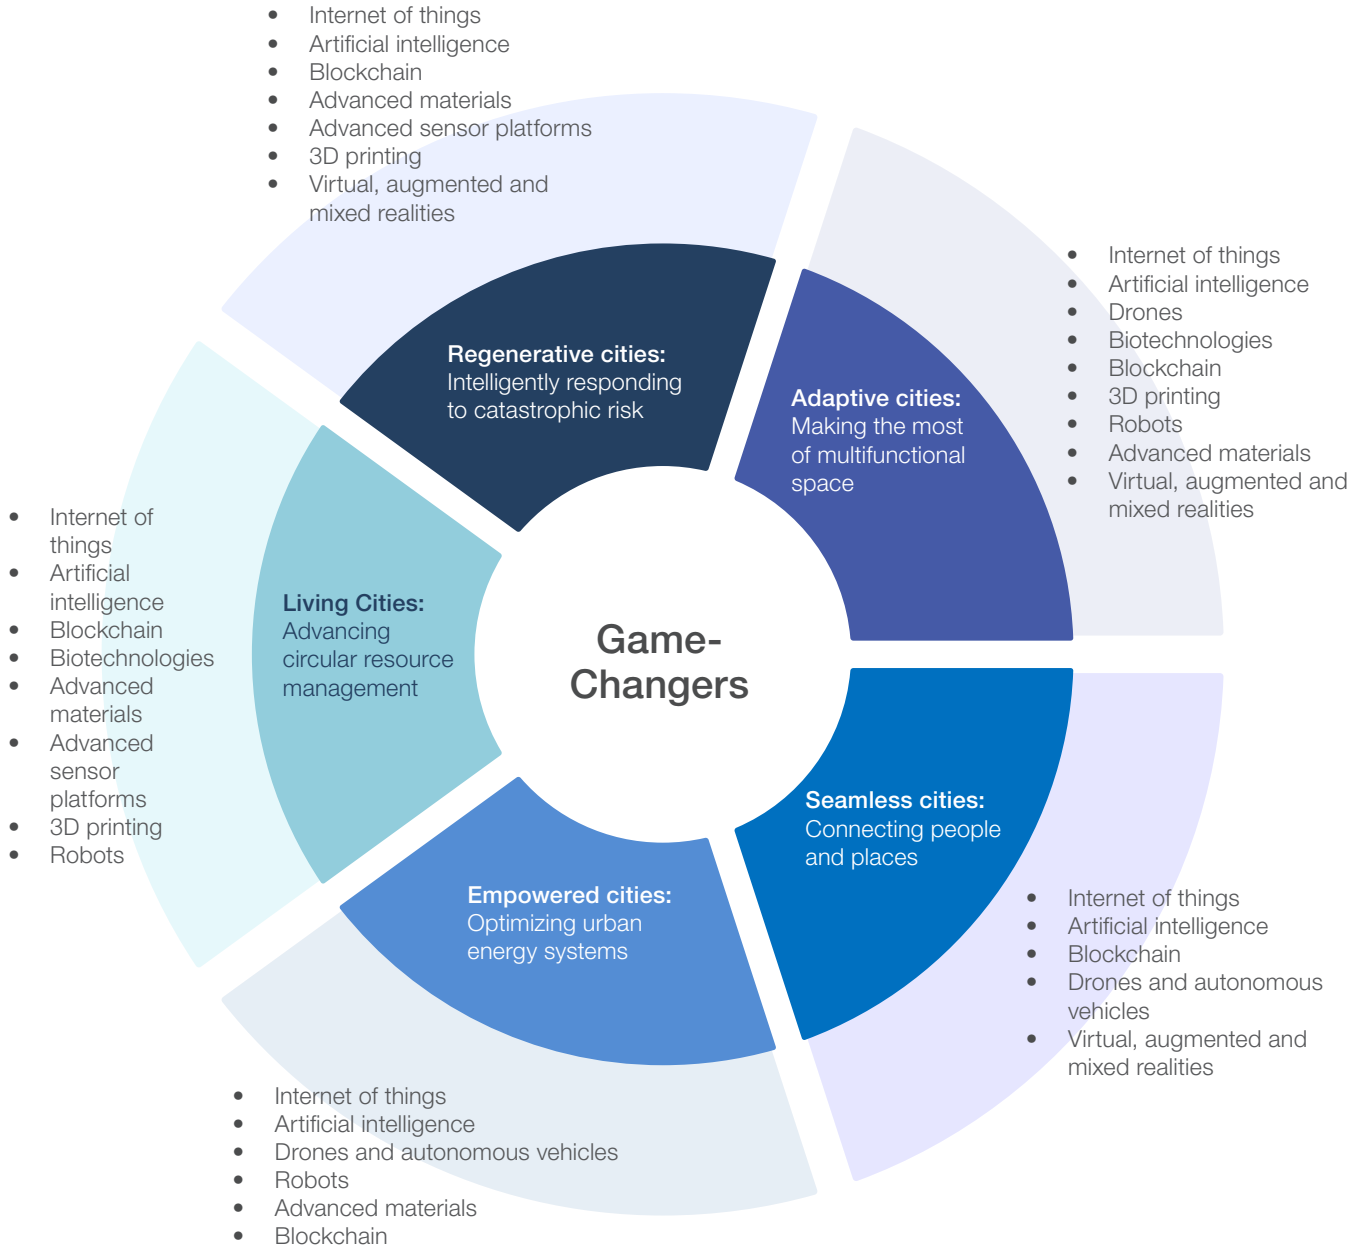 • Internet of things
• Artificial intelligence
• Blockchain
• Advanced materials
• Advanced sensor platforms
• 3D printing
• Virtual, augmented and
mixed realities
Regenerative cities:
Intelligently responding
to catastrophic risk
• Internet of things
• Artificial intelligence
• Drones
• Biotechnologies
• Blockchain
• 3D printing
• Robots
• Advanced materials
• Virtual, augmented and
mixed realities
Adaptive cities:
Making the most
of multifunctional
space
• Internet of
things
• Artificial
intelligence
• Blockchain
• Biotechnologies
• Advanced
materials
• Advanced
sensor
platforms
• 3D printing
• Robots
Living Cities:
Advancing
circular resource
management
Game-
Changers
Seamless cities:
Connecting people
and places
• Internet of things
• Artificial intelligence
• Blockchain
• Drones and autonomous
vehicles
• Virtual, augmented and
mixed realities
Empowered cities:
Optimizing urban
energy systems
• Internet of things
• Artificial intelligence
• Drones and autonomous vehicles
• Robots
• Advanced materials
• Blockchain